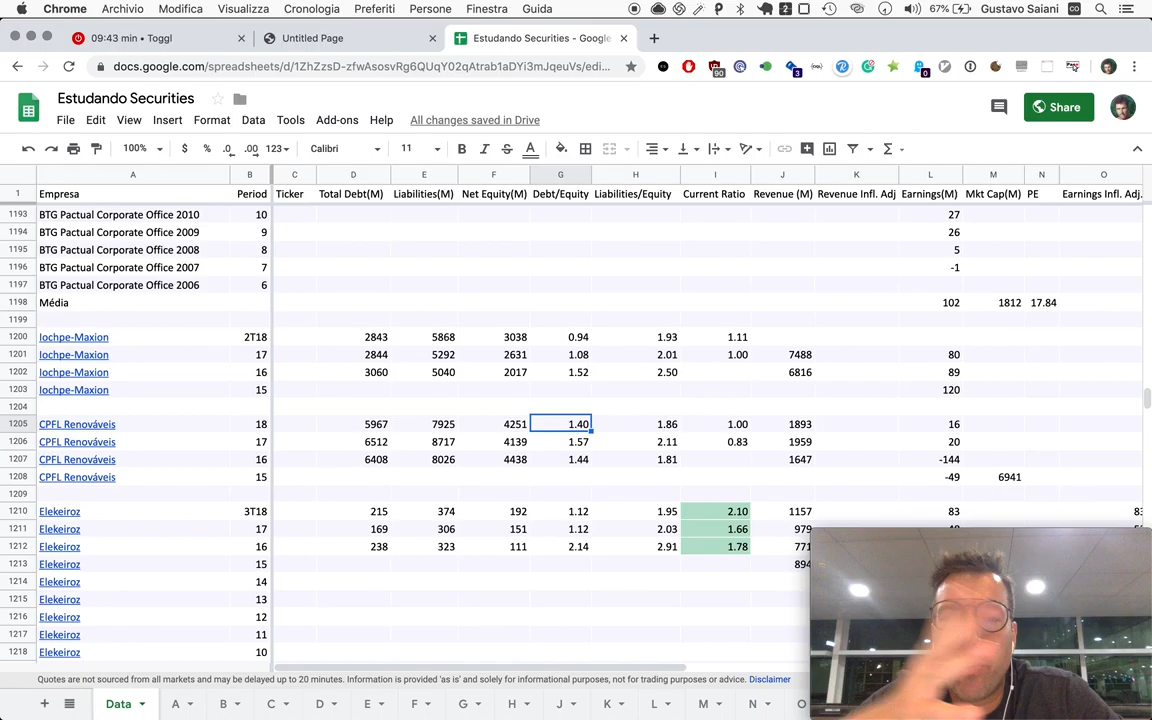 Chrome Archivio Modifica Visualizza Cronologia Preferiti Persone Finestra Guida 2 67% Gustavo Saiani
09:43 min • Toggl Untitled Page Estudando Securities - Google
docs.google.com/spreadsheets/d/1ZhZzsD-zfwAsosvRg6QUqY02qAtrab1aDYi3mJqeuVs/edi... 90 3 0
Estudando Securities
File Edit View Insert Format Data Tools Add-ons Help All changes saved in Drive Share
100% $ % .0 .00 123 Calibri 11 B I S A
A B C D E F G H I J K L M N O
1 Empresa Period Ticker Total Debt(M) Liabilities(M) Net Equity(M) Debt/Equity Liabilities/Equity Current Ratio Revenue (M) Revenue Infl. Adj Earnings(M) Mkt Cap(M) PE Earnings Infl. Adj.
1193 BTG Pactual Corporate Office 2010 10 27
1194 BTG Pactual Corporate Office 2009 9 26
1195 BTG Pactual Corporate Office 2008 8 5
1196 BTG Pactual Corporate Office 2007 7 -1
1197 BTG Pactual Corporate Office 2006 6
1198 Média 102 1812 17.84
1199
1200 Iochpe-Maxion 2T18 2843 5868 3038 0.94 1.93 1.11
1201 Iochpe-Maxion 17 2844 5292 2631 1.08 2.01 1.00 7488 80
1202 Iochpe-Maxion 16 3060 5040 2017 1.52 2.50 6816 89
1203 Iochpe-Maxion 15 120
1204
1205 CPFL Renováveis 18 5967 7925 4251 1.40 1.86 1.00 1893 16
1206 CPFL Renováveis 17 6512 8717 4139 1.57 2.11 0.83 1959 20
1207 CPFL Renováveis 16 6408 8026 4438 1.44 1.81 1647 -144
1208 CPFL Renováveis 15 -49 6941
1209
1210 Elekeiroz 3T18 215 374 192 1.12 1.95 2.10 1157 83
1211 Elekeiroz 17 169 306 151 1.12 2.03 1.66 979
1212 Elekeiroz 16 238 323 111 2.14 2.91 1.78 771
1213 Elekeiroz 15 894
1214 Elekeiroz 14
1215 Elekeiroz 13
1216 Elekeiroz 12
1217 Elekeiroz 11
1218 Elekeiroz 10
Quotes are not sourced from all markets and may be delayed up to 20 minutes. Information is provided 'as is' and solely for informational purposes, not for trading purposes or advice. Disclaimer
Data A B C D E F G H J K L M N O